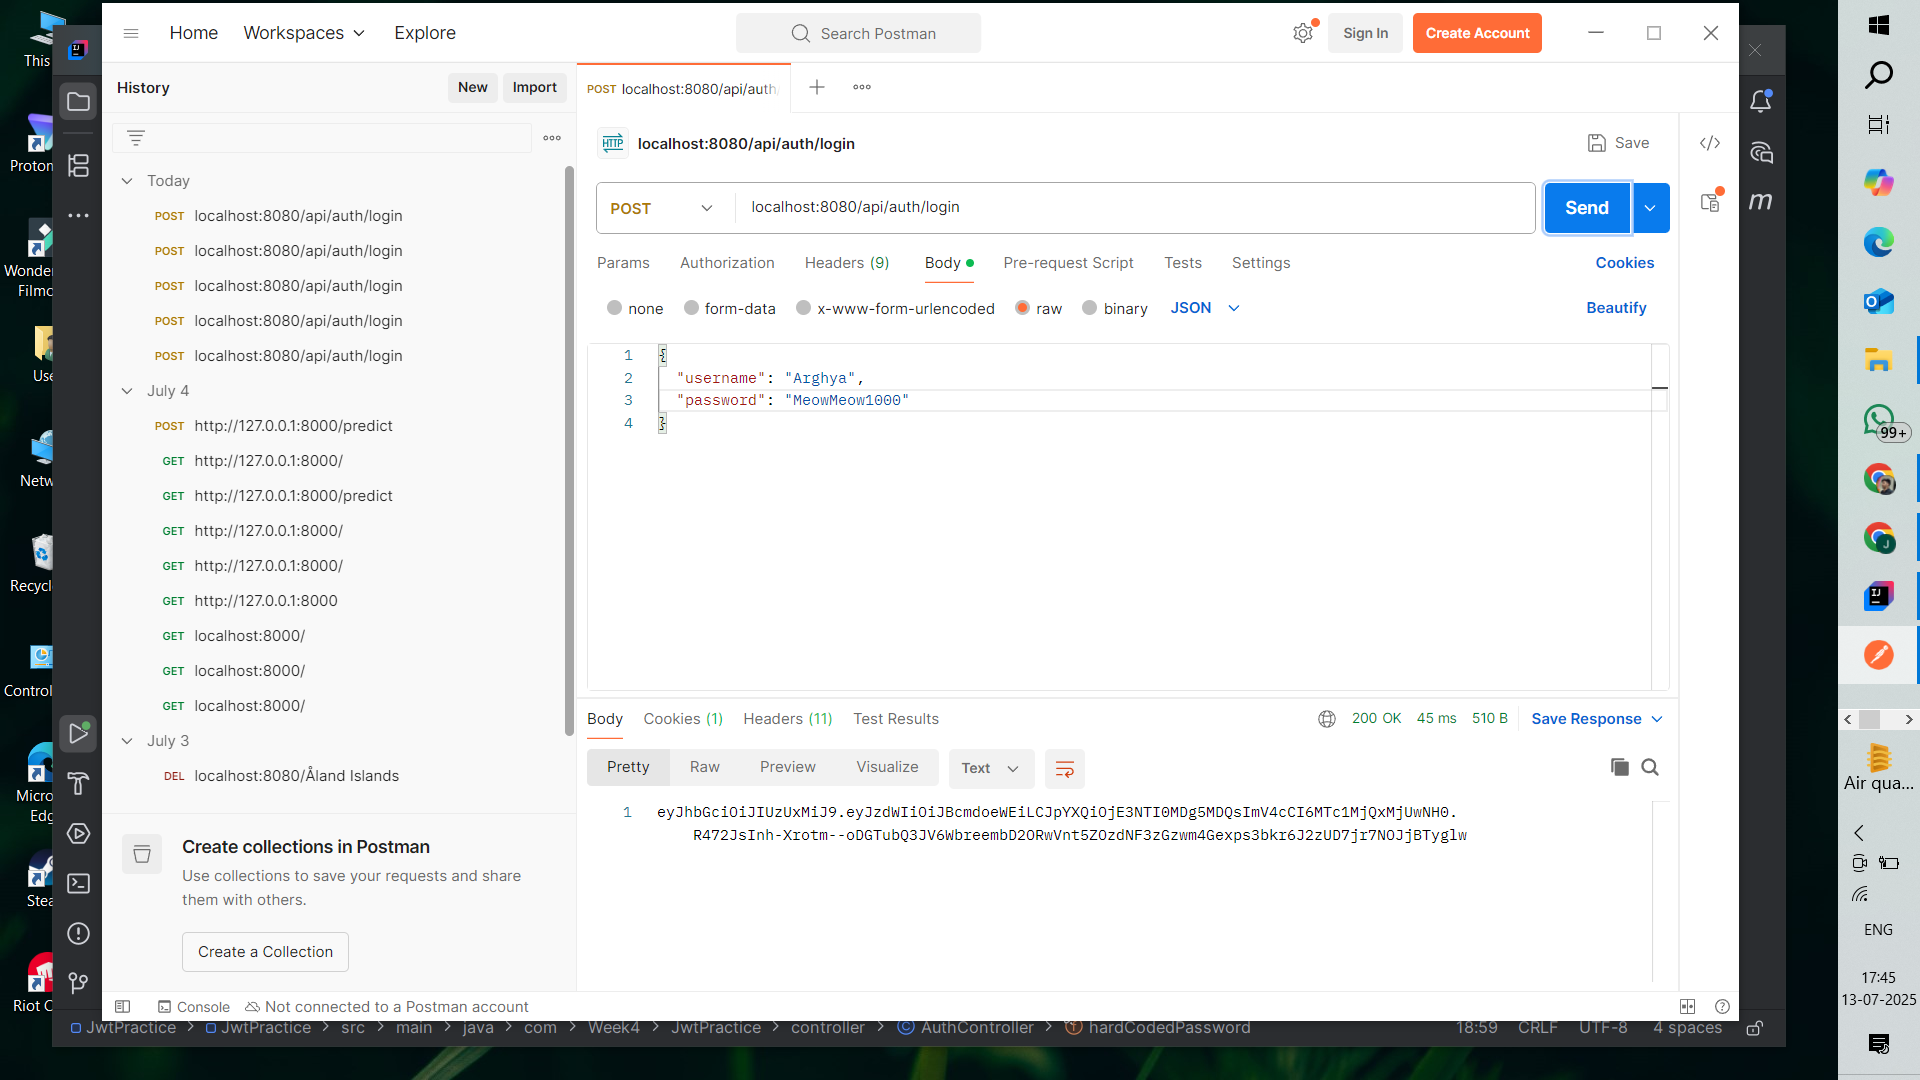 This
Proton
Wonder
Filmo
Use
Netw
Recycl
Control
Micro
Edg
Stea
Riot C
Home
Workspaces
Explore
Search Postman
Sign In
Create Account
History
New
Import
POST localhost:8080/api/auth
HTTP
localhost:8080/api/auth/login
Save
POST
localhost:8080/api/auth/login
Send
Params
Authorization
Headers (9)
Body
Pre-request Script
Tests
Settings
Cookies
none
form-data
x-www-form-urlencoded
raw
binary
JSON
Beautify
1 {
2 "username": "Arghya",
3 "password": "MeowMeow1000"
4 }
Today
POST localhost:8080/api/auth/login
POST localhost:8080/api/auth/login
POST localhost:8080/api/auth/login
POST localhost:8080/api/auth/login
POST localhost:8080/api/auth/login
July 4
POST http://127.0.0.1:8000/predict
GET http://127.0.0.1:8000/
GET http://127.0.0.1:8000/predict
GET http://127.0.0.1:8000/
GET http://127.0.0.1:8000/
GET http://127.0.0.1:8000
GET localhost:8000/
GET localhost:8000/
GET localhost:8000/
July 3
DEL localhost:8080/Åland Islands
Create collections in Postman
Use collections to save your requests and share
them with others.
Create a Collection
Body
Cookies (1)
Headers (11)
Test Results
200 OK
45 ms
510 B
Save Response
Pretty
Raw
Preview
Visualize
Text
1 eyJhbGciOiJIUzUxMiJ9.eyJzdWIiOiJBcmdoeWEiLCJpYXQiOjE3NTI0MDg5MDQsImV4cCI6MTc1MjQxMjUwNH0.
R472JsInh-Xrotm--oDGTubQ3JV6WbreembD2ORwVnt5ZOzdNF3zGzwm4Gexps3bkr6J2zUD7jr7NOJjBTyglw
Console
Not connected to a Postman account
JwtPractice > JwtPractice > src > main > java > com > Week4 > JwtPractice > controller > AuthController > hardCodedPassword
18:59
CRLF
UTF-8
4 spaces
m
99+
J
IJ
Air qua...
ENG
17:45
13-07-2025